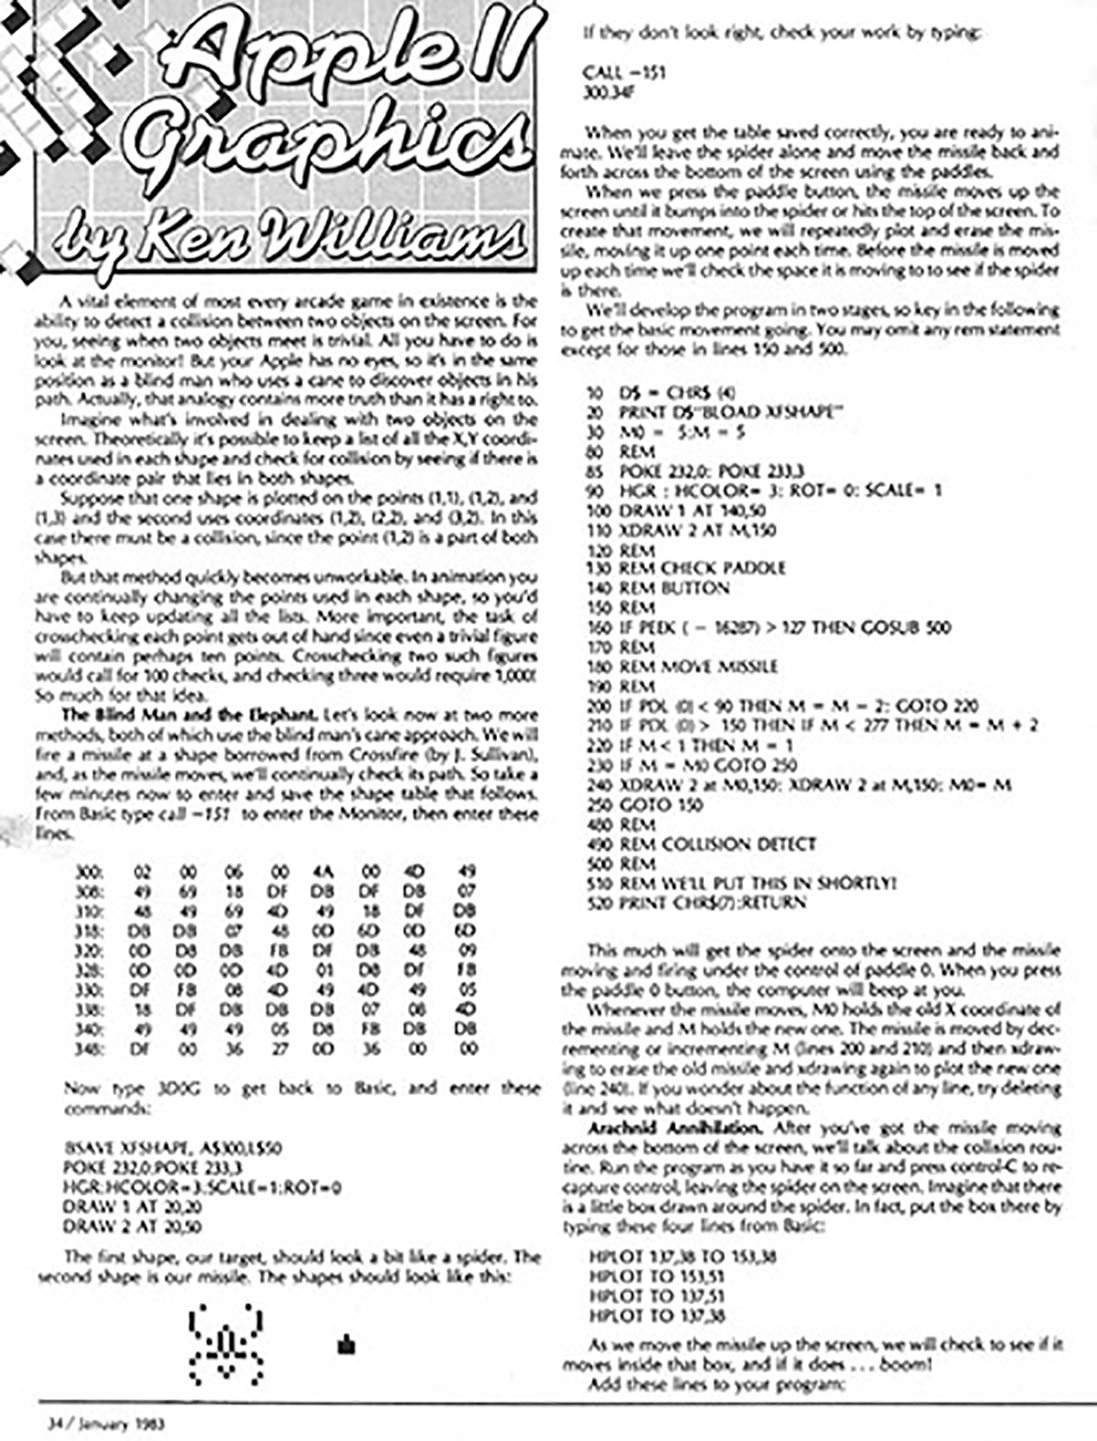 Apple II
Graphics
by Ken Williams
A vital element of most every arcade game in existence is the
ability to detect a collision between two objects on the screen. For
you, seeing when two objects meet is trivial. All you have to do is
look at the monitor! But your Apple has no eyes, so it's in the same
position as a blind man who uses a cane to discover objects in his
path. Actually, that analogy contains more truth than it has a right to.
Imagine what's involved in dealing with two objects on the
screen. Theoretically it's possible to keep a list of all the X,Y coordi-
nates used in each shape and check for collision by seeing if there is
a coordinate pair that lies in both shapes.
Suppose that one shape is plotted on the points (1,1), (1,2), and
(1,3) and the second uses coordinates (1,2), (2,2), and (3,2). In this
case there must be a collision, since the point (1,2) is a part of both
shapes.
But that method quickly becomes unworkable. In animation you
are continually changing the points used in each shape, so you'd
have to keep updating all the lists. More important, the task of
crosschecking each point gets out of hand since even a trivial figure
will contain perhaps ten points. Crosschecking two such figures
would call for 100 checks, and checking three would require 1,000!
So much for that idea.
The Blind Man and the Elephant. Let's look now at two more
methods, both of which use the blind man's cane approach. We will
fire a missile at a shape borrowed from Crossfire (by J. Sullivan),
and, as the missile moves, we'll continually check its path. So take a
few minutes now to enter and save the shape table that follows.
From Basic type call -151 to enter the Monitor, then enter these
lines.
300: 02 00 06 00 4A 00 4D 49
308: 49 69 18 DF DB DF DB 07
310: 48 49 69 4D 49 18 DF DB
318: DB DB 07 48 0D 6D 0D 6D
320: 0D D8 DB FB DF DB 48 09
328: 0D 0D 0D 4D 01 D8 DF FB
330: DF FB 08 4D 49 4D 49 05
338: 18 DF DB DB DB 07 08 4D
340: 49 49 49 05 D8 FB DB DB
348: DF 00 36 27 0D 36 00 00
Now type 3D0G to get back to Basic, and enter these
commands:
BSAVE XFSHAPE, A$300,L$50
POKE 232,0:POKE 233,3
HGR:HCOLOR=3:SCALE=1:ROT=0
DRAW 1 AT 20,20
DRAW 2 AT 20,50
The first shape, our target, should look a bit like a spider. The
second shape is our missile. The shapes should look like this:
34 / January 1983
If they don't look right, check your work by typing:
CALL -151
300.34F
When you get the table saved correctly, you are ready to ani-
mate. We'll leave the spider alone and move the missile back and
forth across the bottom of the screen using the paddles.
When we press the paddle button, the missile moves up the
screen until it bumps into the spider or hits the top of the screen. To
create that movement, we will repeatedly plot and erase the mis-
sile, moving it up one point each time. Before the missile is moved
up each time we'll check the space it is moving to to see if the spider
is there.
We'll develop the program in two stages, so key in the following
to get the basic movement going. You may omit any rem statement
except for those in lines 150 and 500.
10 D$ = CHR$ (4)
20 PRINT D$"BLOAD XFSHAPE"
30 M0 = 5:M = 5
80 REM
85 POKE 232,0: POKE 233,3
90 HGR : HCOLOR= 3: ROT= 0: SCALE= 1
100 DRAW 1 AT 140,50
110 XDRAW 2 AT M,150
120 REM
130 REM CHECK PADDLE
140 REM BUTTON
150 REM
160 IF PEEK ( - 16287) > 127 THEN GOSUB 500
170 REM
180 REM MOVE MISSILE
190 REM
200 IF PDL (0) < 90 THEN M = M - 2: GOTO 220
210 IF PDL (0) > 150 THEN IF M < 277 THEN M = M + 2
220 IF M < 1 THEN M = 1
230 IF M = M0 GOTO 250
240 XDRAW 2 at M0,150: XDRAW 2 at M,150: M0= M
250 GOTO 150
480 REM
490 REM COLLISION DETECT
500 REM
510 REM WE'LL PUT THIS IN SHORTLY!
520 PRINT CHR$(7):RETURN
This much will get the spider onto the screen and the missile
moving and firing under the control of paddle 0. When you press
the paddle 0 button, the computer will beep at you.
Whenever the missile moves, M0 holds the old X coordinate of
the missile and M holds the new one. The missile is moved by dec-
rementing or incrementing M (lines 200 and 210) and then xdraw-
ing to erase the old missile and xdrawing again to plot the new one
(line 240). If you wonder about the function of any line, try deleting
it and see what doesn't happen.
Arachnid Annihilation. After you've got the missile moving
across the bottom of the screen, we'll talk about the collision rou-
tine. Run the program as you have it so far and press control-C to re-
capture control, leaving the spider on the screen. Imagine that there
is a little box drawn around the spider. In fact, put the box there by
typing these four lines from Basic:
HPLOT 137,38 TO 153,38
HPLOT TO 153,51
HPLOT TO 137,51
HPLOT TO 137,38
As we move the missile up the screen, we will check to see if it
moves inside that box, and if it does . . . boom!
Add these lines to your program: